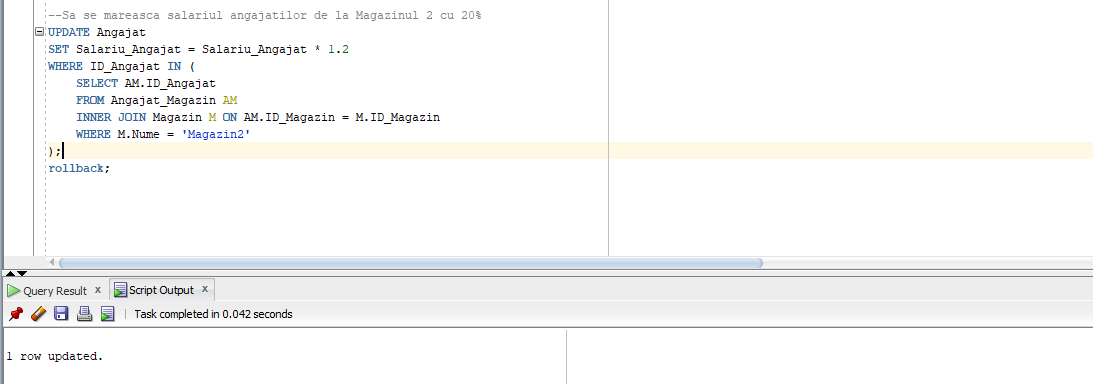 --Sa se mareasca salariul angajatilor de la Magazinul 2 cu 20%
UPDATE Angajat
SET Salariu_Angajat = Salariu_Angajat * 1.2
WHERE ID_Angajat IN (
SELECT AM.ID_Angajat
FROM Angajat_Magazin AM
INNER JOIN Magazin M ON AM.ID_Magazin = M.ID_Magazin
WHERE M.Nume = 'Magazin2'
);
rollback;
Query Result x Script Output x
Task completed in 0.042 seconds
1 row updated.